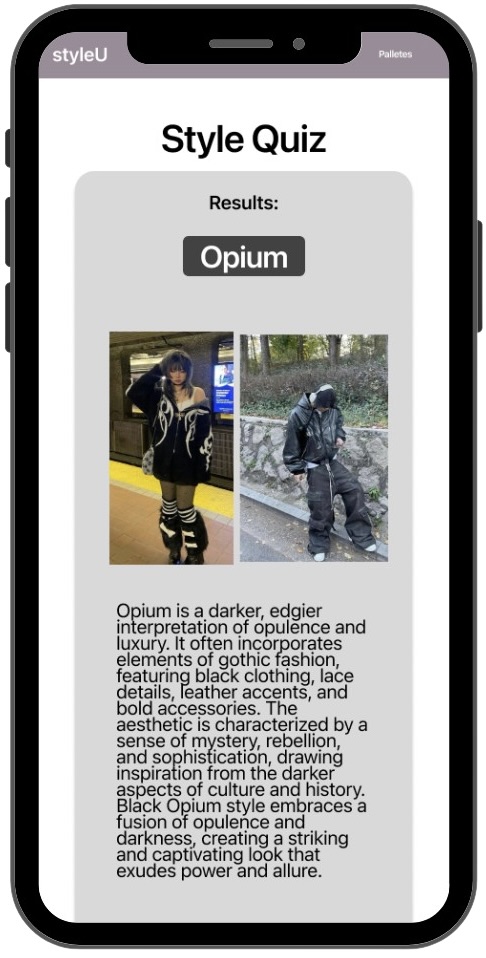 styleU
Palletes
Style Quiz
Results:
Opium
Opium is a darker, edgier
interpretation of opulence and
luxury. It often incorporates
elements of gothic fashion,
featuring black clothing, lace
details, leather accents, and
bold accessories. The
aesthetic is characterized by a
sense of mystery, rebellion,
and sophistication, drawing
inspiration from the darker
aspects of culture and history.
Black Opium style embraces a
fusion of opulence and
darkness, creating a striking
and captivating look that
exudes power and allure.